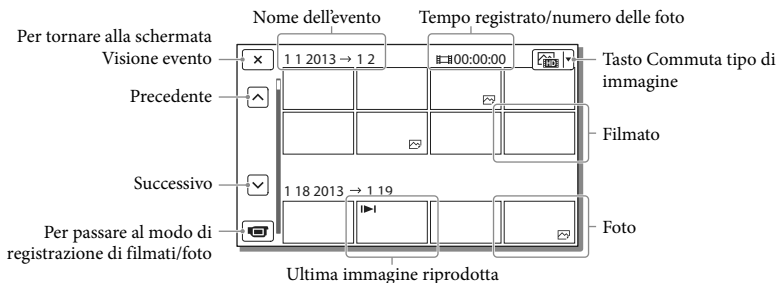 Nome dell'evento
Tempo registrato/numero delle foto
Per tornare alla schermata
Visione evento
1 1 2013 → 1 2
00:00:00
HD
Tasto Commuta tipo di
immagine
Precedente
Filmato
Successivo
1 18 2013 → 1 19
Per passare al modo di
registrazione di filmati/foto
Foto
Ultima immagine riprodotta